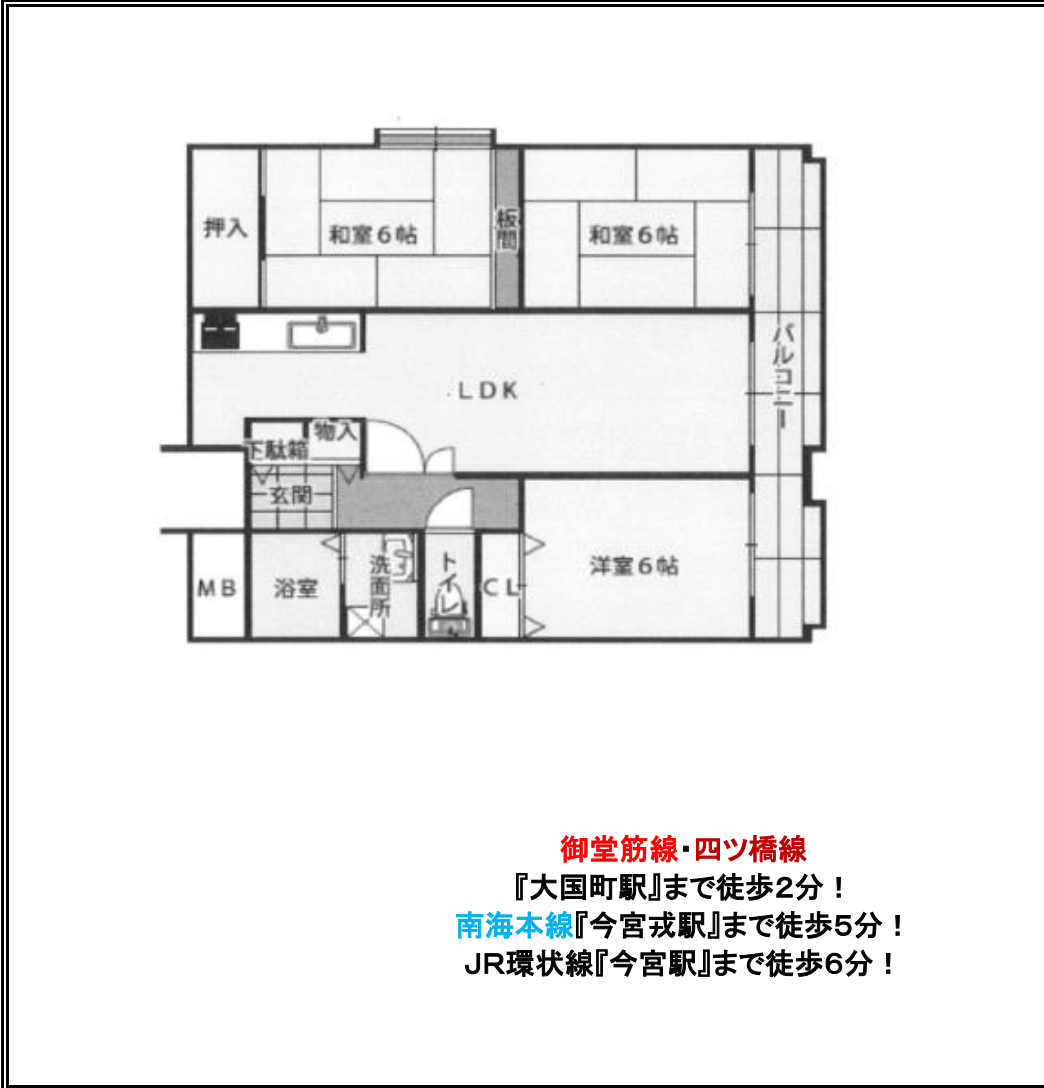 押入
和室6帖
板間
和室6帖
バルコニー
LDK
物入
下駄箱
玄関
MB
浴室
洗面所
トイレ
CL
洋室6帖
御堂筋線・四ツ橋線
『大国町駅』まで徒歩2分！
南海本線『今宮戎駅』まで徒歩5分！
JR環状線『今宮駅』まで徒歩6分！